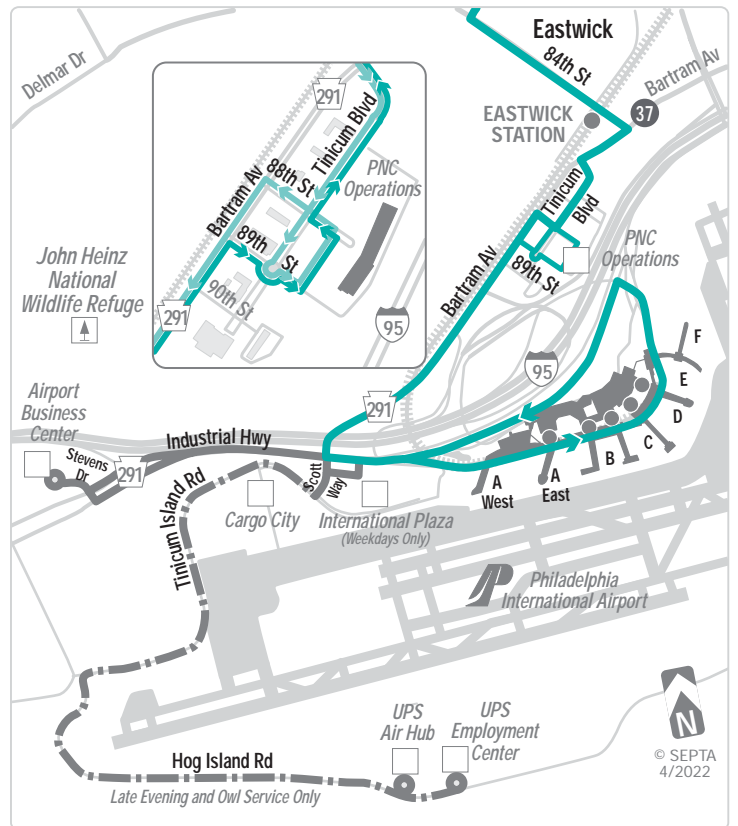 Eastwick
84th St
Bartram Av
Delmar Dr
EASTWICK
STATION
37
291
Tinicum Blvd
PNC
Operations
88th St
Bartram Av
89th St
90th St
291
95
Tinicum
Blvd
89th St
PNC
Operations
Bartram Av
John Heinz
National
Wildlife Refuge
95
F
E
D
C
B
A
East
A
West
291
Airport
Business
Center
Stevens
Dr
291
Industrial Hwy
Scott
Way
Tinicum Island Rd
Cargo City
International Plaza
(Weekdays Only)
Philadelphia
International Airport
UPS
Air Hub
UPS
Employment
Center
Hog Island Rd
Late Evening and Owl Service Only
N
© SEPTA
4/2022